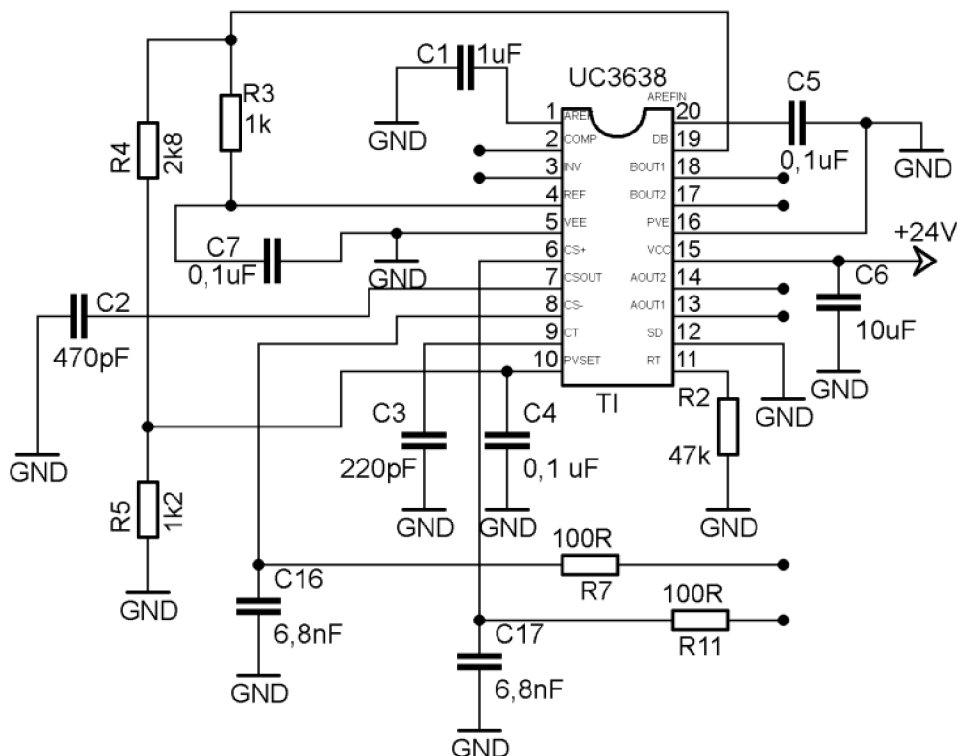 C1
1uF
UC3638
C5
0,1uF
GND
GND
R3
1k
R4
2k8
1
2
3
4
5
6
7
8
9
10
AREF
COMP
INV
REF
VEE
CS+
CSOUT
CS-
CT
PVSET
AREFIN
DB
BOUT1
BOUT2
PVE
VCC
AOUT2
AOUT1
SD
RT
20
19
18
17
16
15
14
13
12
11
TI
+24V
C7
0,1uF
GND
C6
10uF
GND
C2
470pF
GND
R2
47k
GND
GND
C3
220pF
GND
C4
0,1 uF
GND
R5
1k2
GND
100R
R7
100R
R11
C16
6,8nF
GND
C17
6,8nF
GND